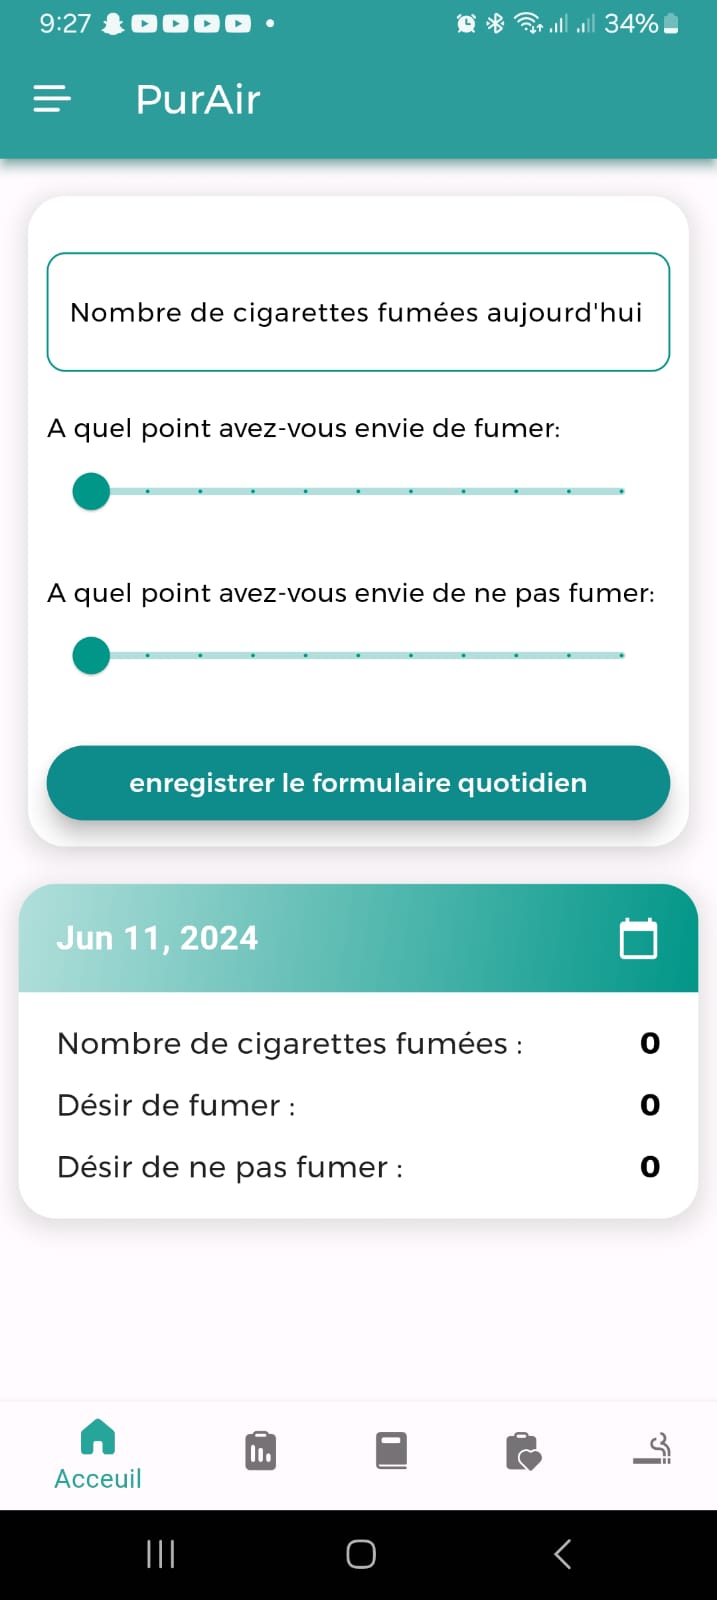 9:27
34%
PurAir
Nombre de cigarettes fumées aujourd'hui
A quel point avez-vous envie de fumer:
A quel point avez-vous envie de ne pas fumer:
enregistrer le formulaire quotidien
Jun 11, 2024
Nombre de cigarettes fumées : 0
Désir de fumer : 0
Désir de ne pas fumer : 0
Acceuil